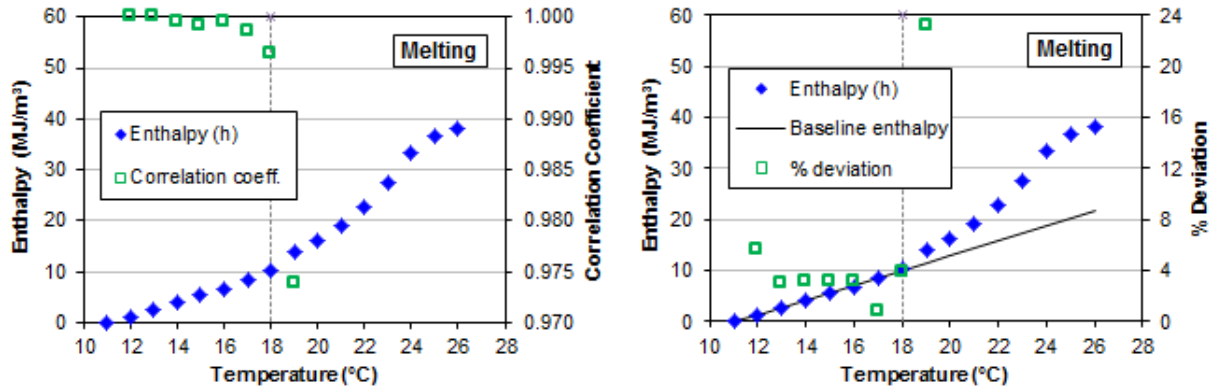 60
50
40
30
20
10
0
Enthalpy (MJ/m³)
10 12 14 16 18 20 22 24 26 28
Temperature (°C)
1.000
0.995
0.990
0.985
0.980
0.975
0.970
Correlation Coefficient
Melting
Enthalpy (h)
Correlation coeff.
60
50
40
30
20
10
0
Enthalpy (MJ/m³)
10 12 14 16 18 20 22 24 26 28
Temperature (°C)
24
20
16
12
8
4
0
% Deviation
Melting
Enthalpy (h)
Baseline enthalpy
% deviation